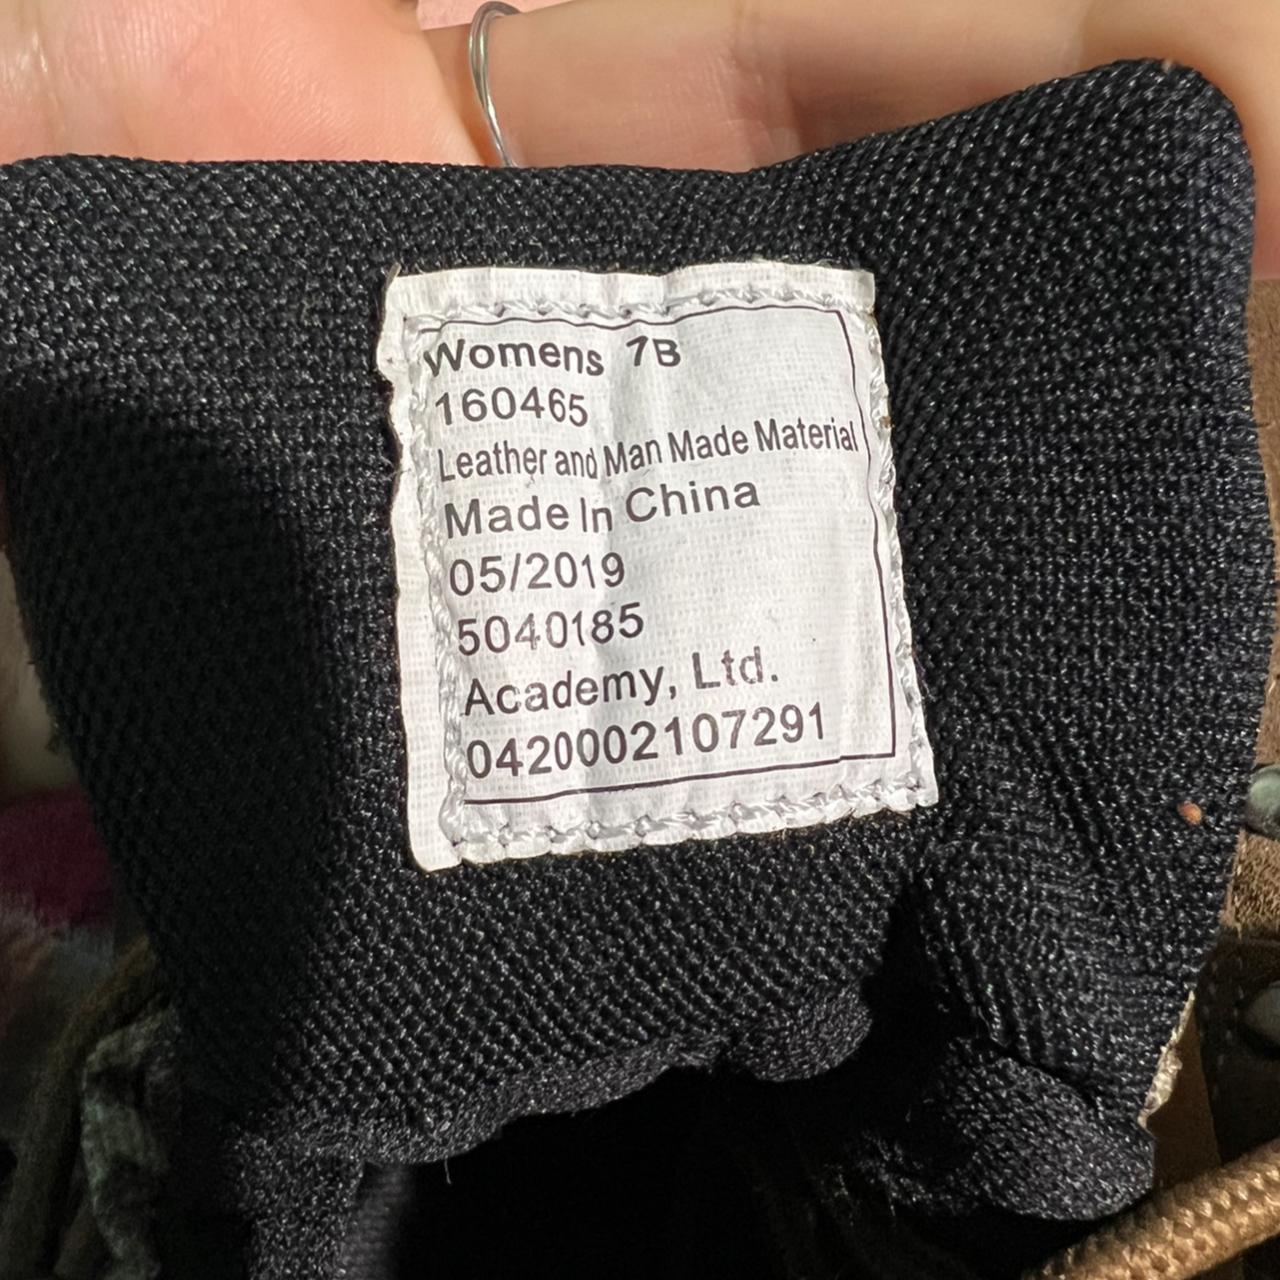 Womens 7B
160465
Leather and Man Made Material
Made In China
05/2019
5040185
Academy, Ltd.
0420002107291